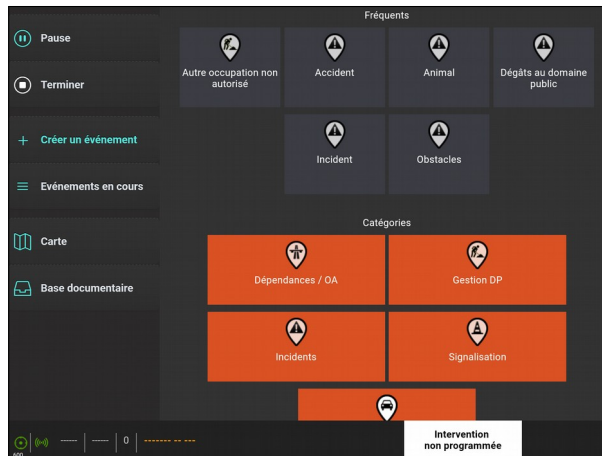 Fréquents
Pause
Terminer
Créer un événement
Evénements en cours
Carte
Base documentaire
Autre occupation non
autorisé
Accident
Animal
Dégâts au domaine
public
Incident
Obstacles
Catégories
Dépendances / OA
Gestion DP
Incidents
Signalisation
600
-----
-----
0
------- -- ---
Intervention
non programmée